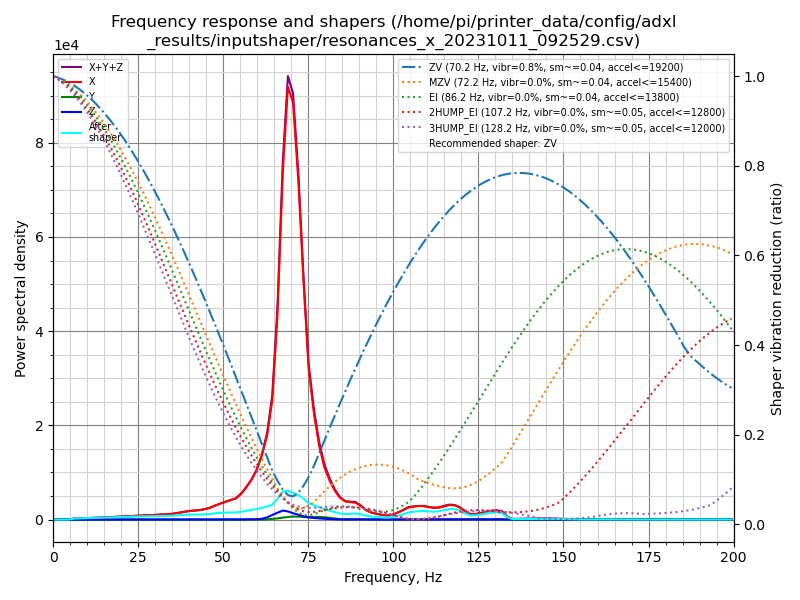 Frequency response and shapers (/home/pi/printer_data/config/adxl
_results/inputshaper/resonances_x_20231011_092529.csv)
1e4
X+Y+Z
X
Y
Z
After
shaper
ZV (70.2 Hz, vibr=0.8%, sm~=0.04, accel<=19200)
MZV (72.2 Hz, vibr=0.0%, sm~=0.04, accel<=15400)
EI (86.2 Hz, vibr=0.0%, sm~=0.04, accel<=13800)
2HUMP_EI (107.2 Hz, vibr=0.0%, sm~=0.05, accel<=12800)
3HUMP_EI (128.2 Hz, vibr=0.0%, sm~=0.05, accel<=12000)
Recommended shaper: ZV
Power spectral density
8
6
4
2
0
1.0
0.8
0.6
0.4
0.2
0.0
Shaper vibration reduction (ratio)
0 25 50 75 100 125 150 175 200
Frequency, Hz